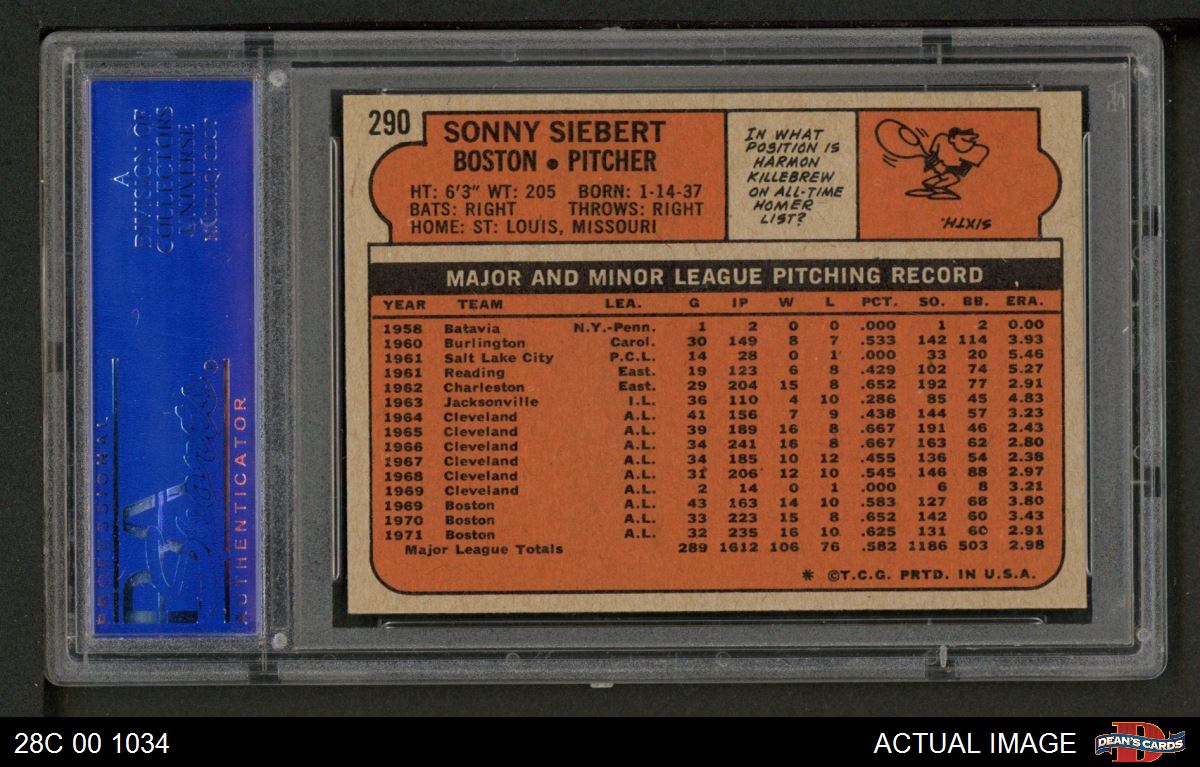 A
DIVISION OF
COLLECTORS
UNIVERSE
NASDAQ: CLCT
PROFESSIONAL
PSA
AUTHENTICATOR
290
SONNY SIEBERT
BOSTON • PITCHER
HT: 6'3" WT: 205 BORN: 1-14-37
BATS: RIGHT THROWS: RIGHT
HOME: ST: LOUIS, MISSOURI
IN WHAT
POSITION IS
HARMON
KILLEBREW
ON ALL-TIME
HOMER
LIST?
SIXTH.
MAJOR AND MINOR LEAGUE PITCHING RECORD
YEAR TEAM LEA. G IP W L PCT. SO. BB. ERA.
1958 Batavia N.Y.-Penn. 1 2 0 0 .000 1 2 0.00
1960 Burlington Carol. 30 149 8 7 .533 142 114 3.93
1961 Salt Lake City P.C.L. 14 28 0 1 .000 33 20 5.46
1961 Reading East. 19 123 6 8 .429 102 74 5.27
1962 Charleston East. 29 204 15 8 .652 192 77 2.91
1963 Jacksonville I.L. 36 110 4 10 .286 85 45 4.83
1964 Cleveland A.L. 41 156 7 9 .438 144 57 3.23
1965 Cleveland A.L. 39 189 16 8 .667 191 46 2.43
1966 Cleveland A.L. 34 241 16 8 .667 163 62 2.80
1967 Cleveland A.L. 34 185 10 12 .455 136 54 2.38
1968 Cleveland A.L. 31 206 12 10 .545 146 88 2.97
1969 Cleveland A.L. 2 14 0 1 .000 6 8 3.21
1969 Boston A.L. 43 163 14 10 .583 127 68 3.80
1970 Boston A.L. 33 223 15 8 .652 142 60 3.43
1971 Boston A.L. 32 235 16 10 .625 131 60 2.91
Major League Totals 289 1612 106 76 .582 1186 503 2.98
* ©T.C.G. PRTD. IN U.S.A.
28C 00 1034
ACTUAL IMAGE
DEAN'S CARDS